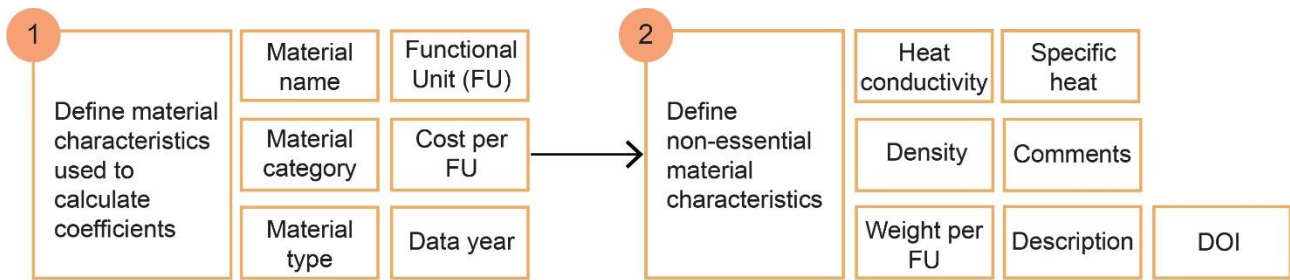 1
Define material
characteristics
used to
calculate
coefficients
Material
name
Functional
Unit (FU)
Material
category
Cost per
FU
Material
type
Data year
2
Define
non-essential
material
characteristics
Heat
conductivity
Specific
heat
Density
Comments
Weight per
FU
Description
DOI